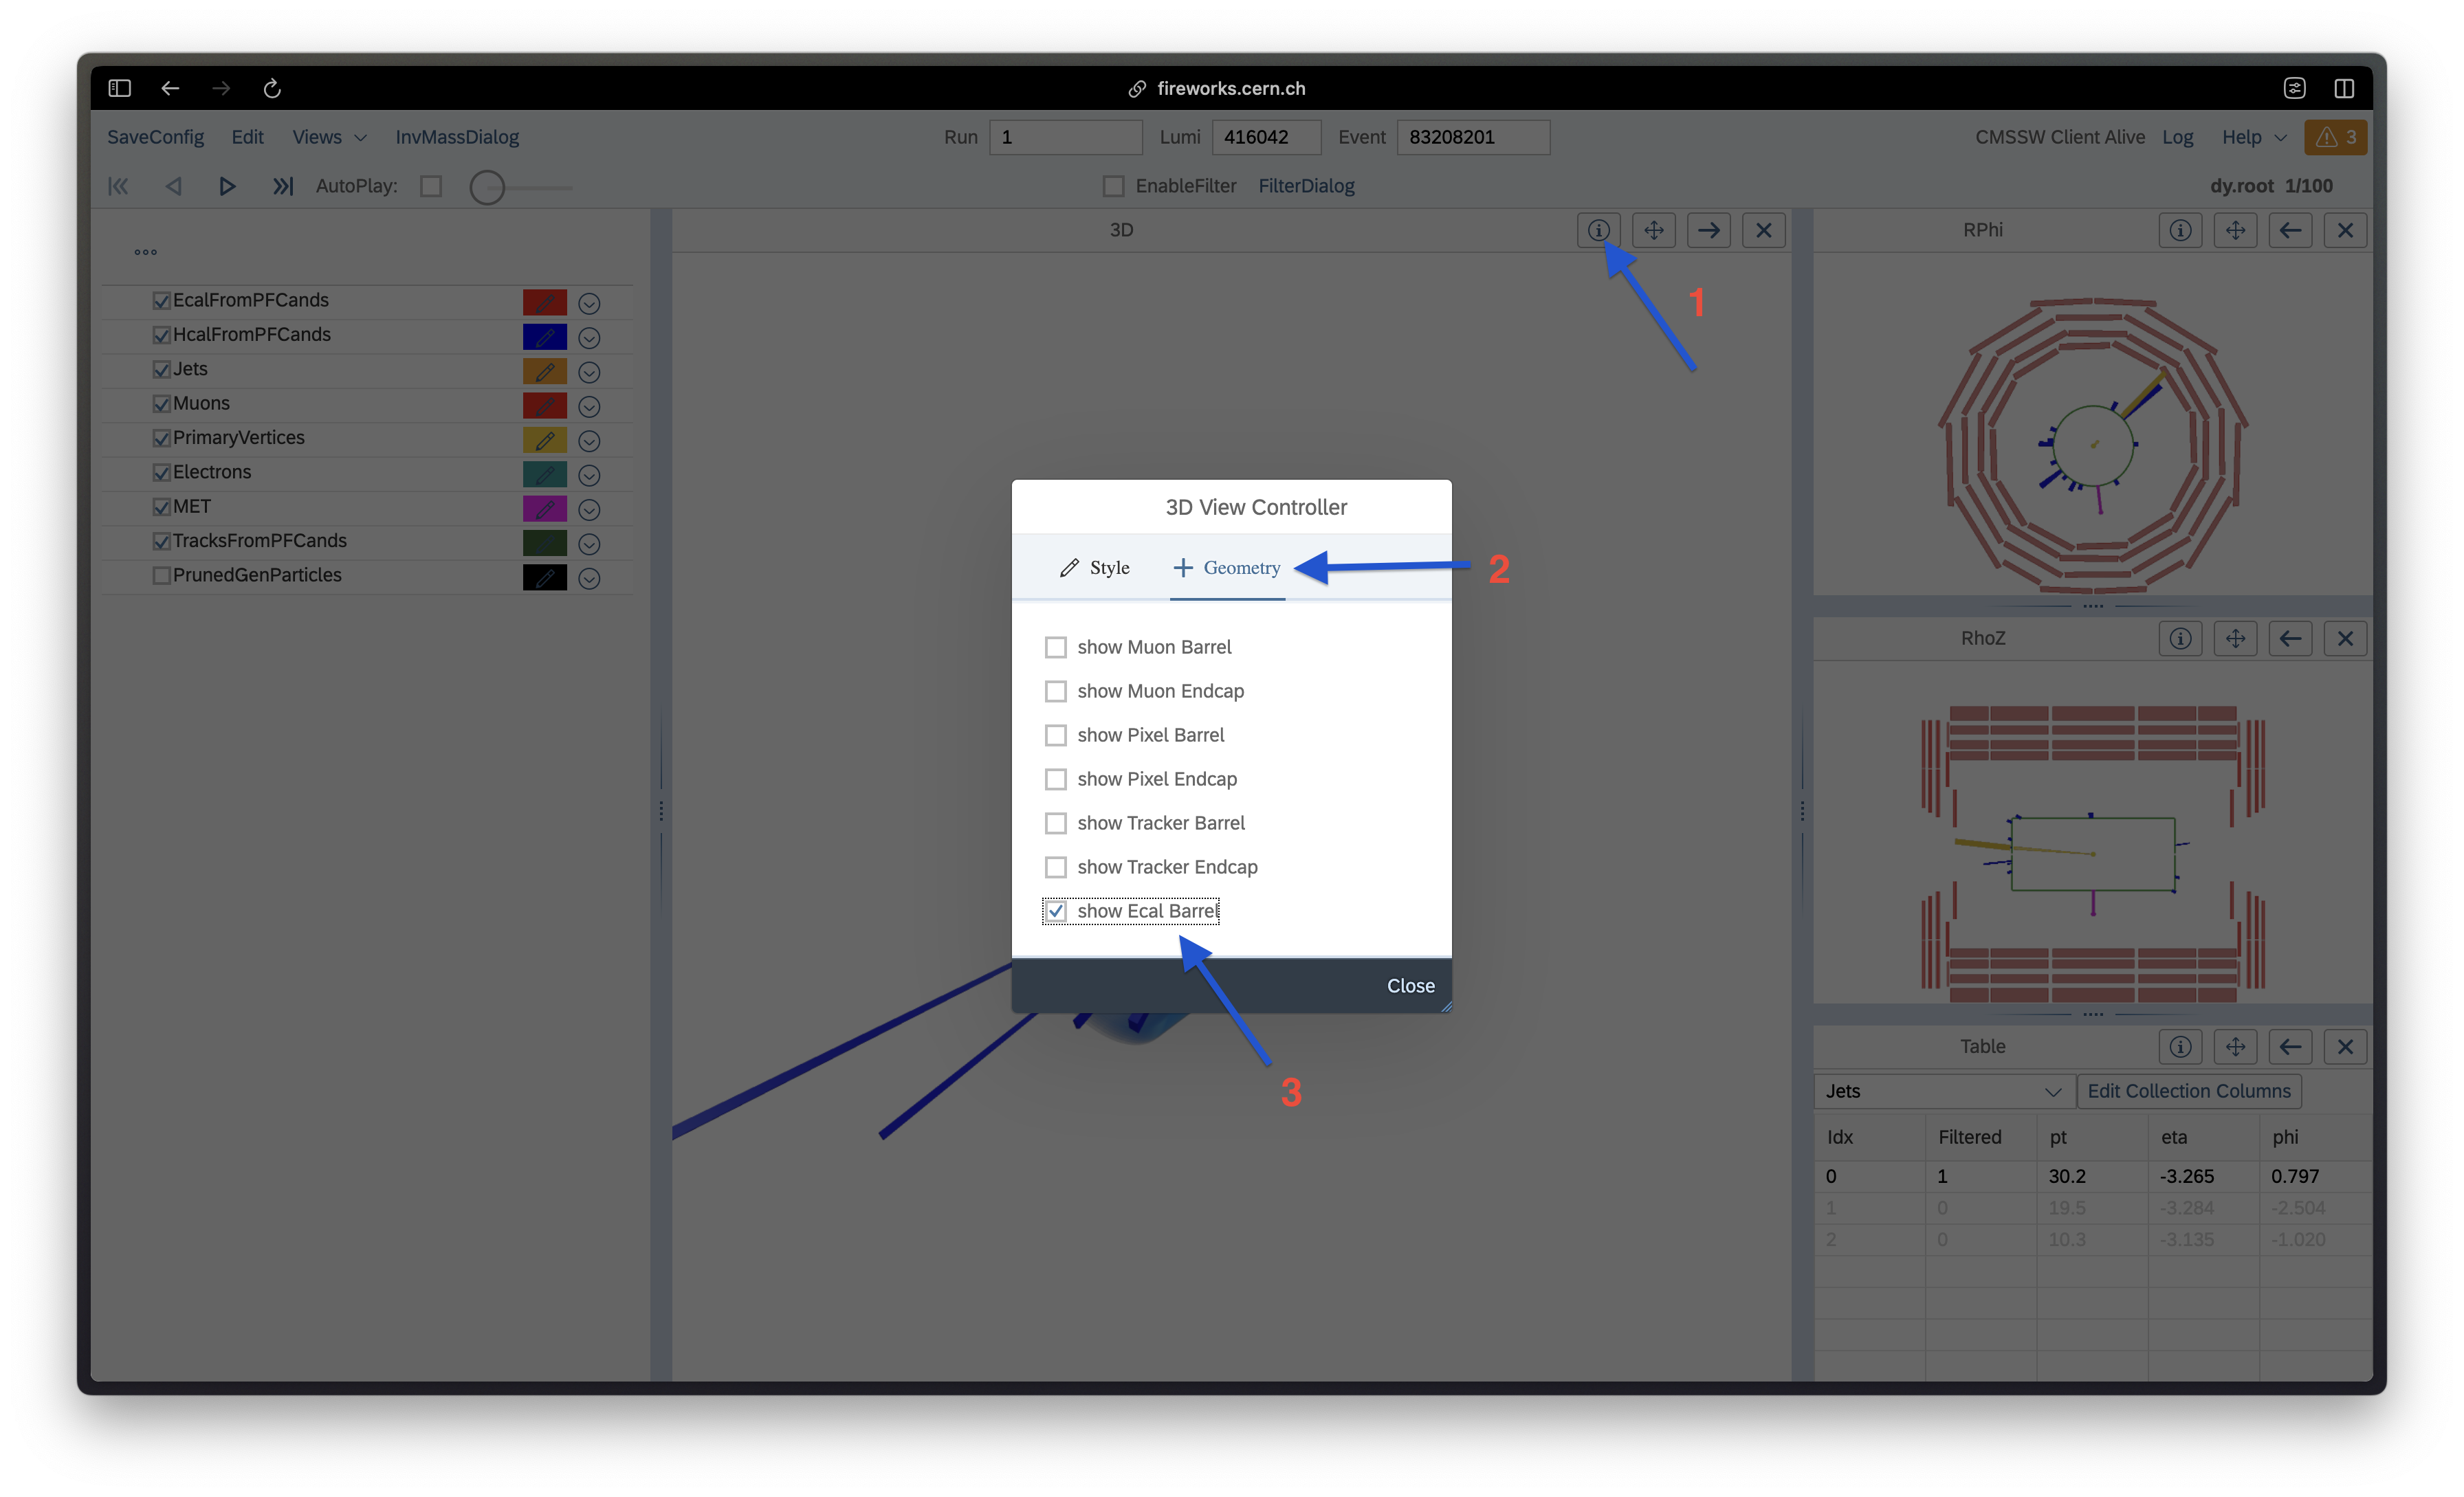 fireworks.cern.ch
SaveConfig Edit Views InvMassDialog Run 1 Lumi 416042 Event 83208201 CMSSW Client Alive Log Help 3
AutoPlay: EnableFilter FilterDialog dy.root 1/100
3D
RPhi
EcalFromPFCands
HcalFromPFCands
Jets
Muons
PrimaryVertices
Electrons
MET
TracksFromPFCands
PrunedGenParticles
1
3D View Controller
Style Geometry
2
show Muon Barrel
show Muon Endcap
show Pixel Barrel
show Pixel Endcap
show Tracker Barrel
show Tracker Endcap
show Ecal Barrel
Close
3
RhoZ
Table
Jets Edit Collection Columns
Idx Filtered pt eta phi
0 1 30.2 -3.265 0.797
1 0 19.5 -3.284 -2.504
2 0 10.3 -3.135 -1.020